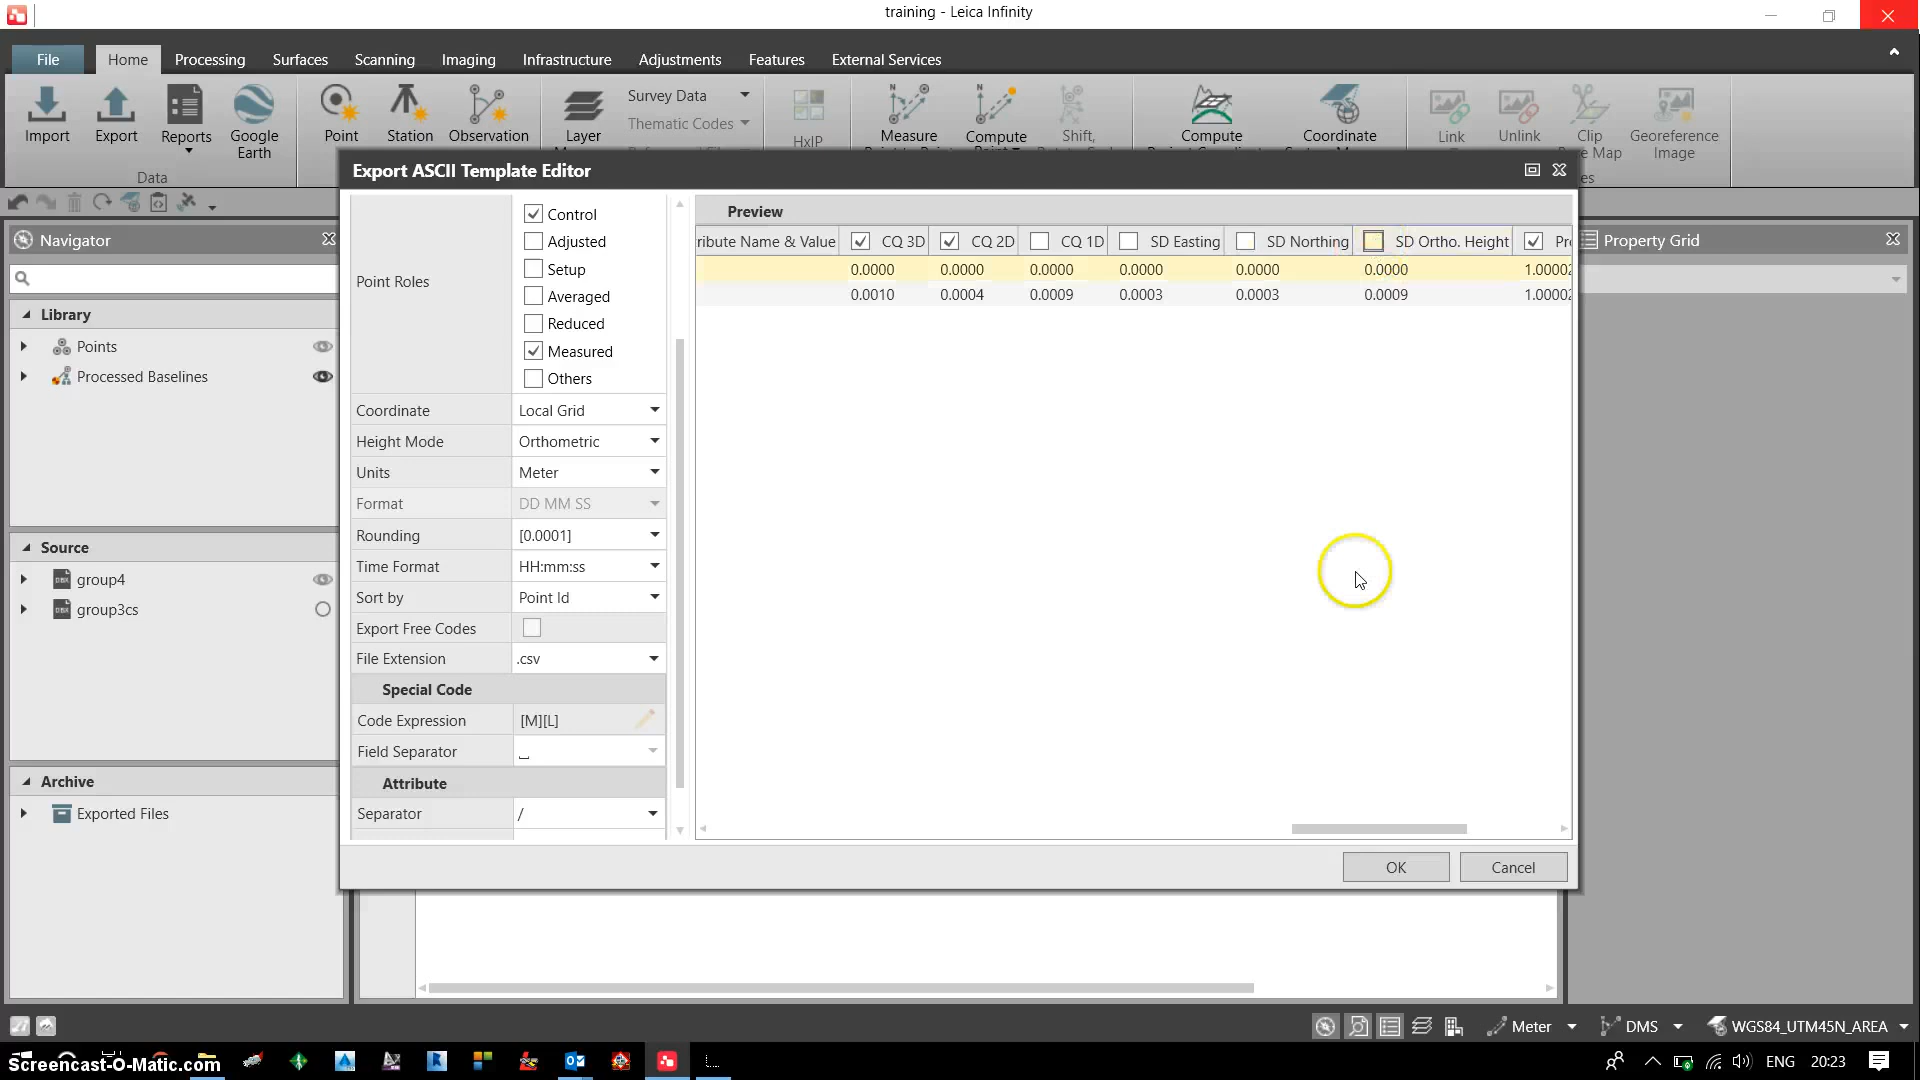 training - Leica Infinity
File Home Processing Surfaces Scanning Imaging Infrastructure Adjustments Features External Services
Import Export Reports Google Earth
Data
Point Station Observation
Layer
Survey Data
Thematic Codes
HxIP
Measure
Compute
Shift,
Compute
Coordinate
Link Unlink Clip Georeference
Map Image
Export ASCII Template Editor
Navigator
Library
Points
Processed Baselines
Source
group4
group3cs
Archive
Exported Files
Point Roles
Control
Adjusted
Setup
Averaged
Reduced
Measured
Others
Coordinate Local Grid
Height Mode Orthometric
Units Meter
Format DD MM SS
Rounding [0.0001]
Time Format HH:mm:ss
Sort by Point Id
Export Free Codes
File Extension .csv
Special Code
Code Expression [M][L]
Field Separator
Attribute
Separator /
Preview
ribute Name & Value CQ 3D CQ 2D CQ 1D SD Easting SD Northing SD Ortho. Height
0.0000 0.0000 0.0000 0.0000 0.0000 0.0000 1.00002
0.0010 0.0004 0.0009 0.0003 0.0003 0.0009 1.00002
OK Cancel
Property Grid
Meter DMS WGS84_UTM45N_AREA
Screencast-O-Matic.com
ENG 20:23